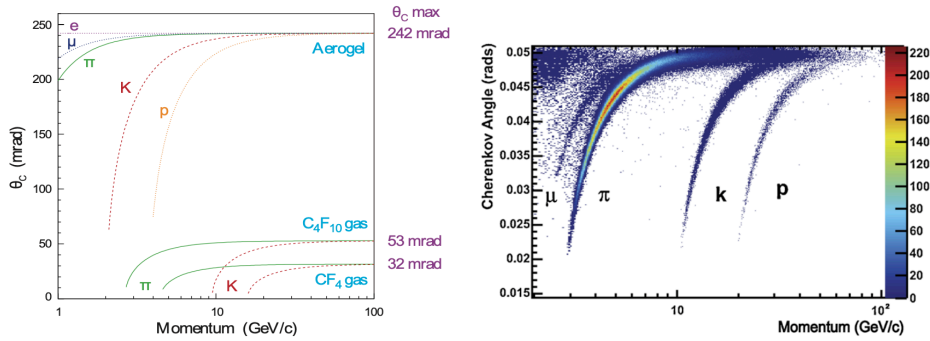 θC max
250
e
242 mrad
μ
Aerogel
π
200
K
p
150
θC (mrad)
100
C4F10 gas
50
53 mrad
π
K
CF4 gas
32 mrad
0
1
10
100
Momentum (GeV/c)
Cherenkov Angle (rads)
0.05
0.045
0.04
0.035
0.03
0.025
0.02
0.015
μ
π
k
p
10
10²
Momentum (GeV/c)
220
200
180
160
140
120
100
80
60
40
20
0